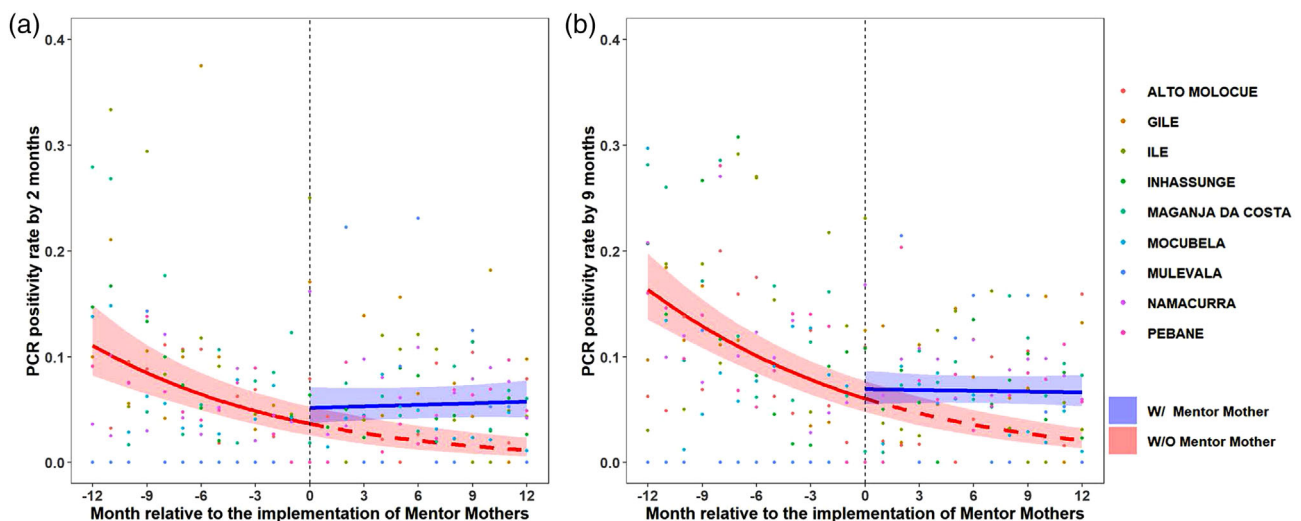 (a)
PCR positivity rate by 2 months
0.4
0.3
0.2
0.1
0.0
-12 -9 -6 -3 0 3 6 9 12
Month relative to the implementation of Mentor Mothers
(b)
PCR positivity rate by 9 months
0.4
0.3
0.2
0.1
0.0
-12 -9 -6 -3 0 3 6 9 12
Month relative to the implementation of Mentor Mothers
ALTO MOLOCUE
GILE
ILE
INHASSUNGE
MAGANJA DA COSTA
MOCUBELA
MULEVALA
NAMACURRA
PEBANE
W/ Mentor Mother
W/O Mentor Mother